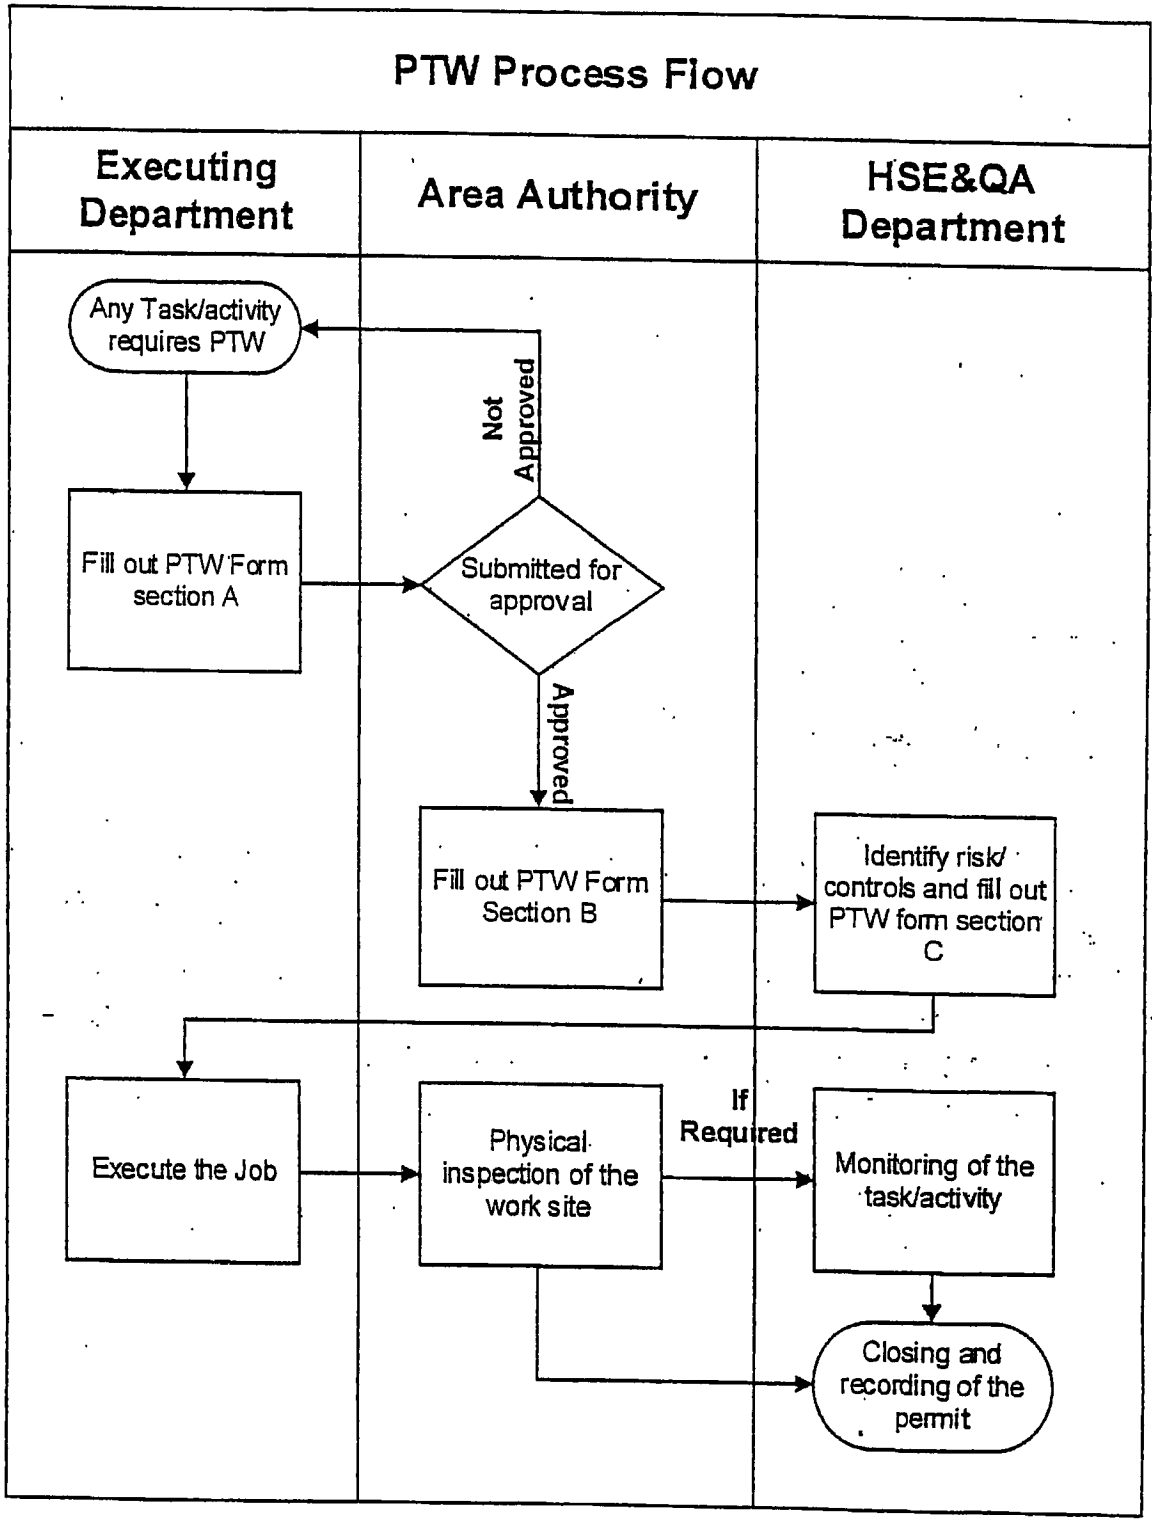 PTW Process Flow
Executing
Department
Area Authority
HSE&QA
Department
Any Task/activity
requires PTW
Not
Approved
Fill out PTW Form
section A
Submitted for
approval
Approved
Fill out PTW Form
Section B
Identify risk/
controls and fill out
PTW form section
C
Execute the Job
Physical
inspection of the
work site
If
Required
Monitoring of the
task/activity
Closing and
recording of the
permit